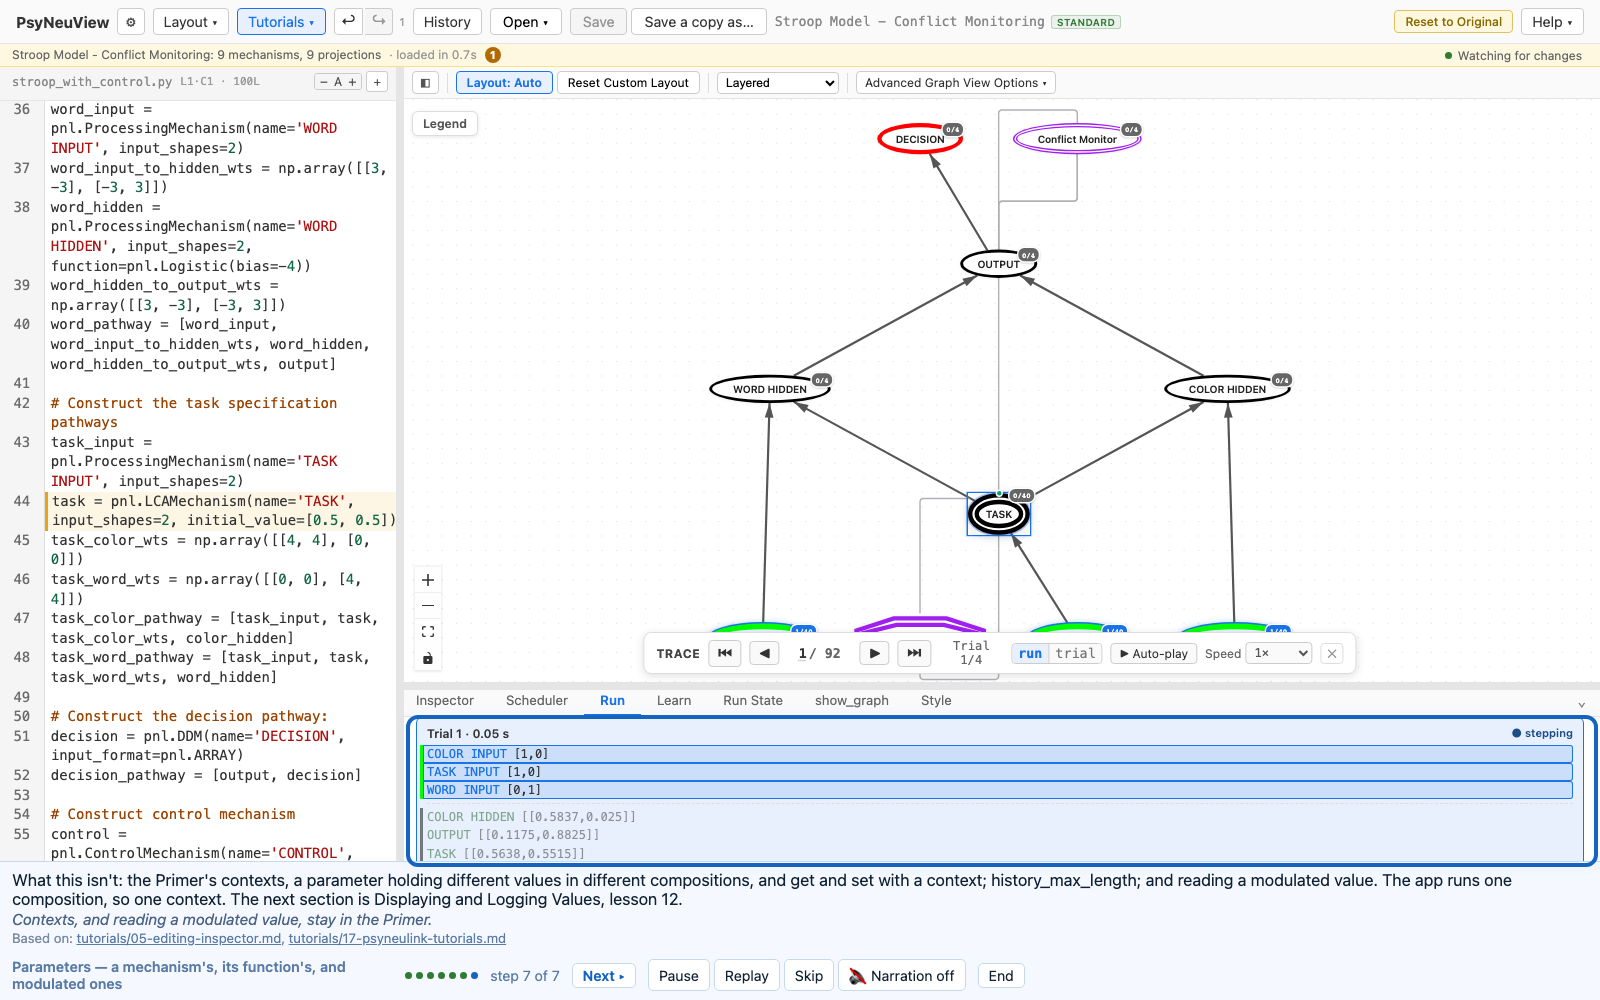 PsyNeuView ⚙ Layout ▾ Tutorials ▾ ↩ ↪ 1 History Open ▾ Save Save a copy as... Stroop Model – Conflict Monitoring STANDARD Reset to Original Help ▾
Stroop Model - Conflict Monitoring: 9 mechanisms, 9 projections · loaded in 0.7s 1 Watching for changes
stroop_with_control.py L1:C1 · 100L − A + +
36 word_input =
pnl.ProcessingMechanism(name='WORD
INPUT', input_shapes=2)
37 word_input_to_hidden_wts = np.array([[3,
-3], [-3, 3]])
38 word_hidden =
pnl.ProcessingMechanism(name='WORD
HIDDEN', input_shapes=2,
function=pnl.Logistic(bias=-4))
39 word_hidden_to_output_wts =
np.array([[3, -3], [-3, 3]])
40 word_pathway = [word_input,
word_input_to_hidden_wts, word_hidden,
word_hidden_to_output_wts, output]
41
42 # Construct the task specification
pathways
43 task_input =
pnl.ProcessingMechanism(name='TASK
INPUT', input_shapes=2)
44 task = pnl.LCAMechanism(name='TASK',
input_shapes=2, initial_value=[0.5, 0.5])
45 task_color_wts = np.array([[4, 4], [0,
0]])
46 task_word_wts = np.array([[0, 0], [4,
4]])
47 task_color_pathway = [task_input, task,
task_color_wts, color_hidden]
48 task_word_pathway = [task_input, task,
task_word_wts, word_hidden]
49
50 # Construct the decision pathway:
51 decision = pnl.DDM(name='DECISION',
input_format=pnl.ARRAY)
52 decision_pathway = [output, decision]
53
54 # Construct control mechanism
55 control =
pnl.ControlMechanism(name='CONTROL',
Layout: Auto Reset Custom Layout Layered Advanced Graph View Options ▾
Legend
DECISION 0/4
Conflict Monitor 0/4
OUTPUT 0/4
WORD HIDDEN 0/4
COLOR HIDDEN 0/4
TASK 0/40
TRACE ⏮ ◀ 1 / 92 ▶ ⏭ Trial 1/4 run trial ▶ Auto-play Speed 1× ✕
Inspector Scheduler Run Learn Run State show_graph Style
Trial 1 · 0.05 s stepping
COLOR INPUT [1,0]
TASK INPUT [1,0]
WORD INPUT [0,1]
COLOR HIDDEN [[0.5837,0.025]]
OUTPUT [[0.1175,0.8825]]
TASK [[0.5638,0.5515]]
What this isn't: the Primer's contexts, a parameter holding different values in different compositions, and get and set with a context; history_max_length; and reading a modulated value. The app runs one
composition, so one context. The next section is Displaying and Logging Values, lesson 12.
Contexts, and reading a modulated value, stay in the Primer.
Based on: tutorials/05-editing-inspector.md, tutorials/17-psyneulink-tutorials.md
Parameters — a mechanism's, its function's, and
modulated ones
step 7 of 7 Next ▸ Pause Replay Skip Narration off End